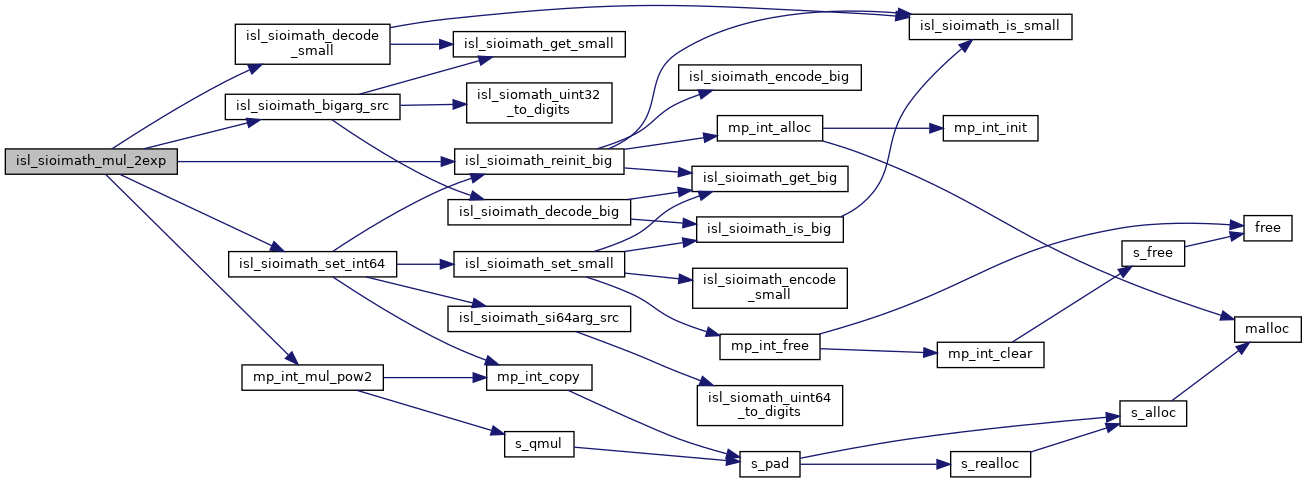 isl_sioimath_mul_2exp
isl_sioimath_decode
_small
isl_sioimath_bigarg_src
isl_sioimath_set_int64
mp_int_mul_pow2
isl_sioimath_get_small
isl_siomath_uint32
_to_digits
isl_sioimath_reinit_big
isl_sioimath_decode_big
isl_sioimath_set_small
isl_sioimath_si64arg_src
mp_int_copy
s_qmul
isl_sioimath_encode_big
mp_int_alloc
isl_sioimath_get_big
isl_sioimath_is_big
isl_sioimath_encode
_small
mp_int_free
isl_siomath_uint64
_to_digits
s_pad
isl_sioimath_is_small
mp_int_init
mp_int_clear
s_realloc
s_free
s_alloc
free
malloc